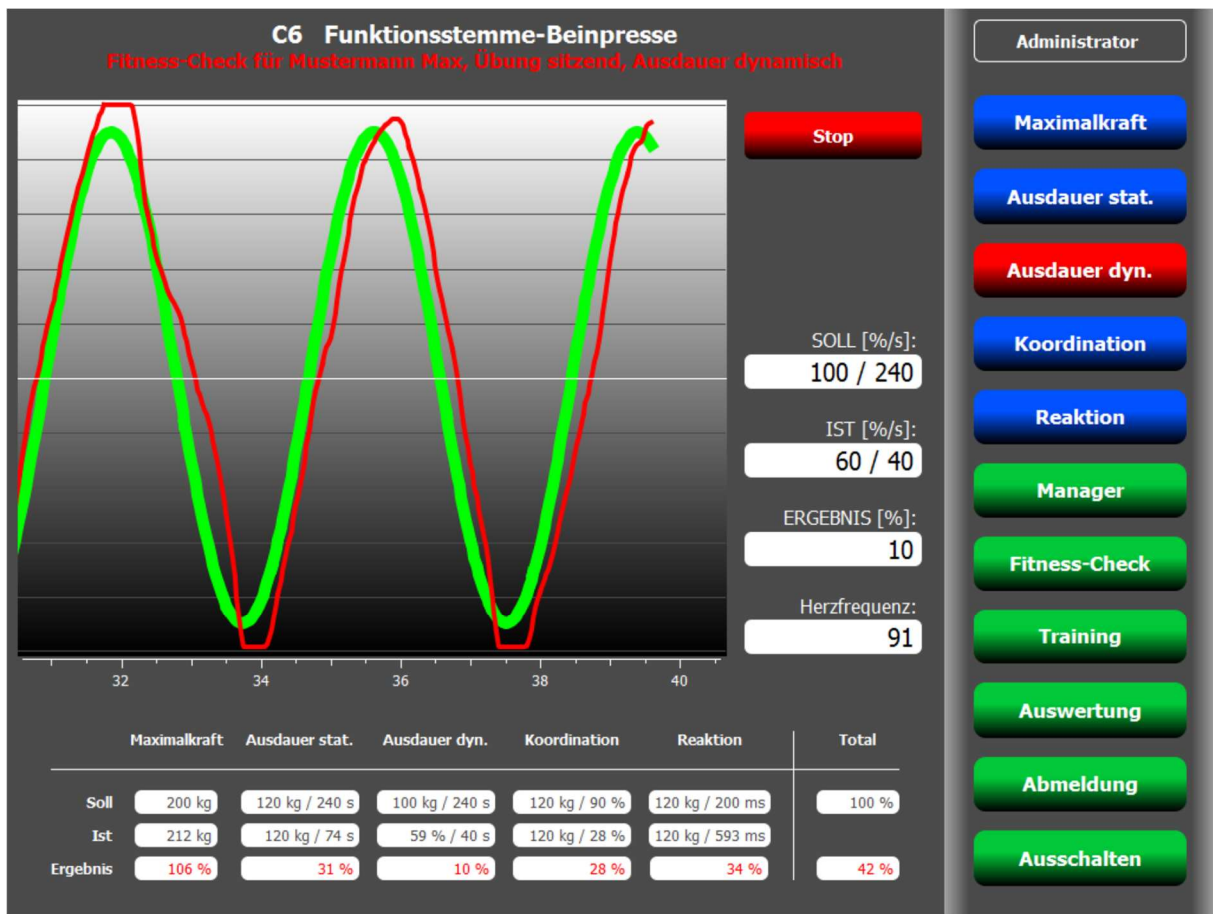 C6 Funktionsstemme-Beinpresse
Fitness-Check für Mustermann Max, Übung sitzend, Ausdauer dynamisch
Stop
SOLL [%/s]:
100 / 240
IST [%/s]:
60 / 40
ERGEBNIS [%]:
10
Herzfrequenz:
91
32 34 36 38 40
Maximalkraft Ausdauer stat. Ausdauer dyn. Koordination Reaktion Total
Soll 200 kg 120 kg / 240 s 100 kg / 240 s 120 kg / 90 % 120 kg / 200 ms 100 %
Ist 212 kg 120 kg / 74 s 59 % / 40 s 120 kg / 28 % 120 kg / 593 ms
Ergebnis 106 % 31 % 10 % 28 % 34 % 42 %
Administrator
Maximalkraft
Ausdauer stat.
Ausdauer dyn.
Koordination
Reaktion
Manager
Fitness-Check
Training
Auswertung
Abmeldung
Ausschalten